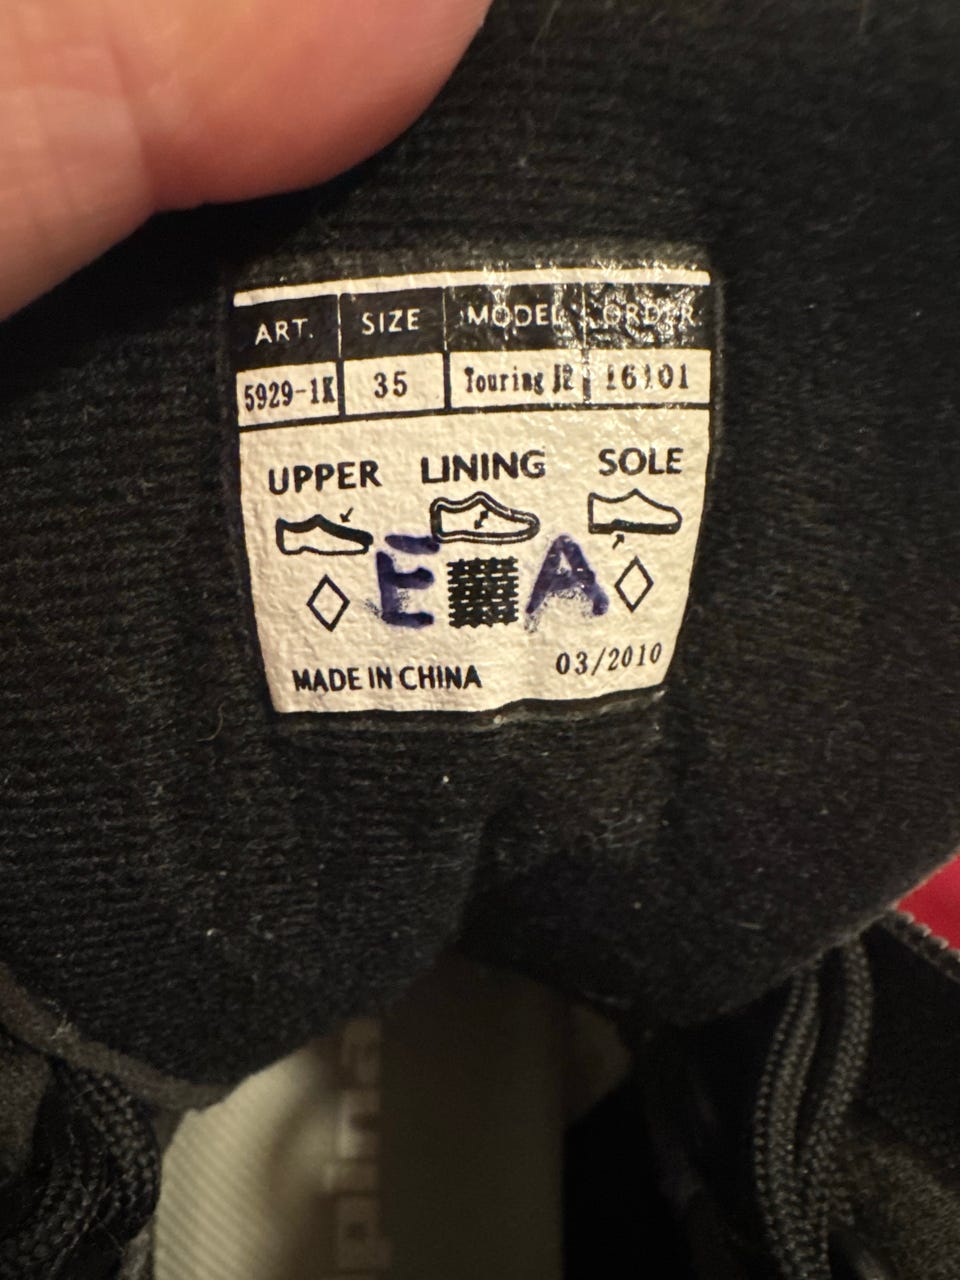 ART. SIZE MODEL ORDER
5929-1K 35 Touring JR 16101
UPPER LINING SOLE
E A
MADE IN CHINA 03/2010